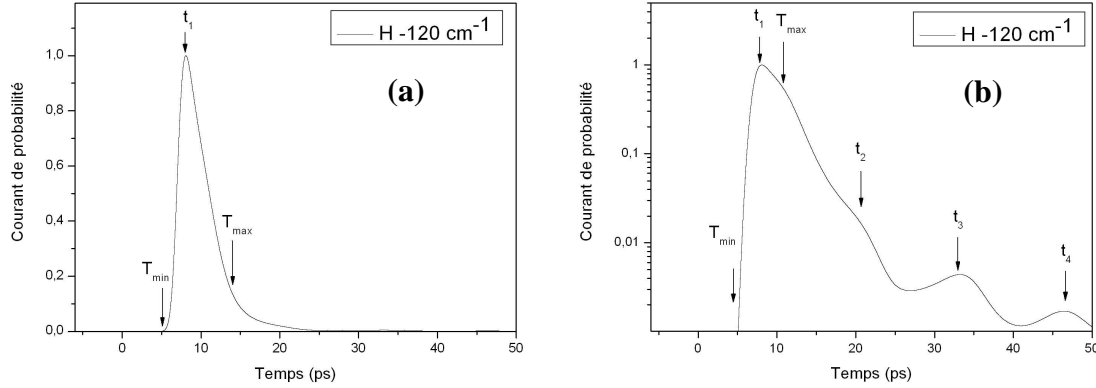 t1
H -120 cm-1
(a)
Courant de probabilité
1,0
0,8
0,6
0,4
0,2
0,0
Tmax
Tmin
0
10
20
30
40
50
Temps (ps)
t1
Tmax
H -120 cm-1
(b)
Courant de probabilité
1
0,1
0,01
t2
Tmin
t3
t4
0
10
20
30
40
50
Temps (ps)